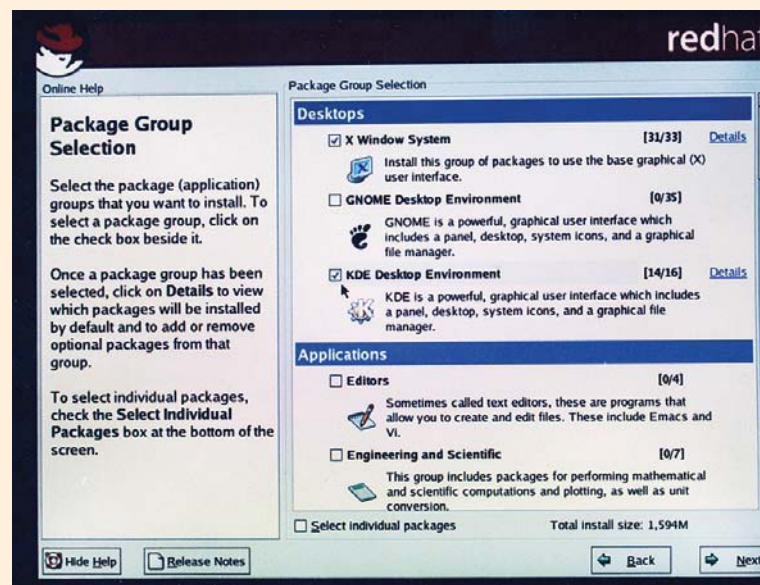 redhat
Online Help
Package Group
Selection
Select the package (application)
groups that you want to install. To
select a package group, click on
the check box beside it.
Once a package group has been
selected, click on Details to view
which packages will be installed
by default and to add or remove
optional packages from that
group.
To select individual packages,
check the Select Individual
Packages box at the bottom of the
screen.
Package Group Selection
Desktops
X Window System [31/33] Details
Install this group of packages to use the base graphical (X)
user interface.
GNOME Desktop Environment [0/35]
GNOME is a powerful, graphical user interface which
includes a panel, desktop, system icons, and a graphical
file manager.
KDE Desktop Environment [14/16] Details
KDE is a powerful, graphical user interface which includes
a panel, desktop, system icons, and a graphical file
manager.
Applications
Editors [0/4]
Sometimes called text editors, these are programs that
allow you to create and edit files. These include Emacs and
Vi.
Engineering and Scientific [0/7]
This group includes packages for performing mathematical
and scientific computations and plotting, as well as unit
conversion.
Select individual packages Total install size: 1,594M
Hide Help Release Notes Back Next